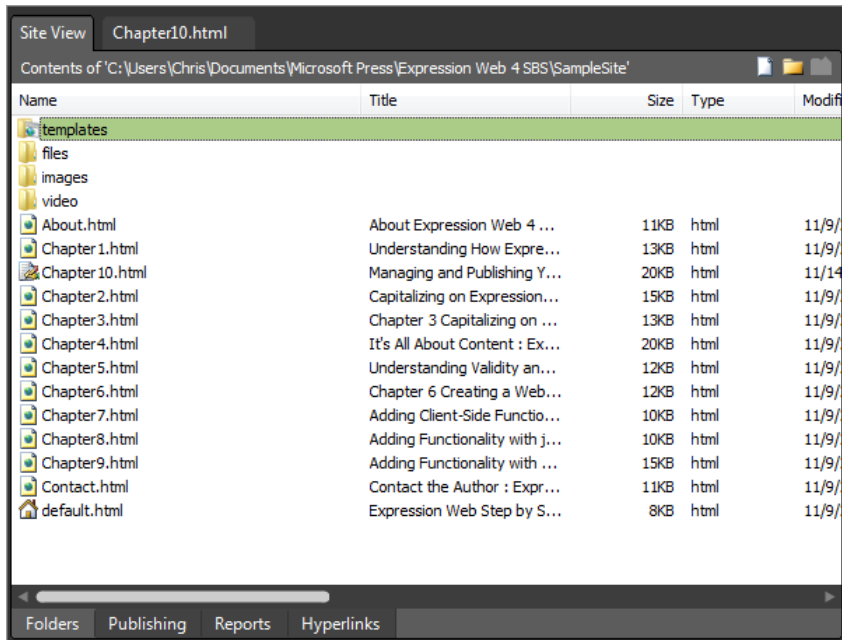 Site View Chapter10.html
Contents of 'C:\Users\Chris\Documents\Microsoft Press\Expression Web 4 SBS\SampleSite'
Name Title Size Type Modifi
templates
files
images
video
About.html About Expression Web 4 ... 11KB html 11/9/
Chapter1.html Understanding How Expre... 13KB html 11/9/
Chapter10.html Managing and Publishing Y... 20KB html 11/14
Chapter2.html Capitalizing on Expression... 15KB html 11/9/
Chapter3.html Chapter 3 Capitalizing on ... 13KB html 11/9/
Chapter4.html It's All About Content : Ex... 20KB html 11/9/
Chapter5.html Understanding Validity an... 12KB html 11/9/
Chapter6.html Chapter 6 Creating a Web... 12KB html 11/9/
Chapter7.html Adding Client-Side Functio... 10KB html 11/9/
Chapter8.html Adding Functionality with j... 10KB html 11/9/
Chapter9.html Adding Functionality with ... 15KB html 11/9/
Contact.html Contact the Author : Expr... 11KB html 11/9/
default.html Expression Web Step by S... 8KB html 11/9/
Folders Publishing Reports Hyperlinks